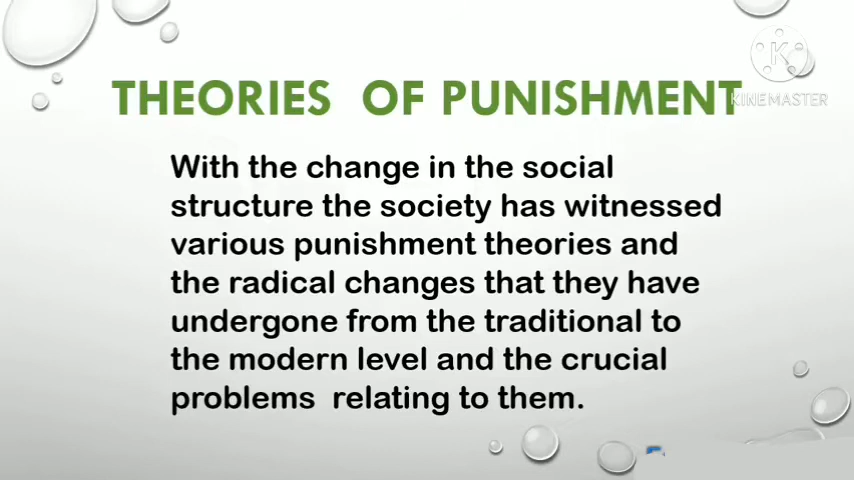 THEORIES OF PUNISHMENT
KINEMASTER
With the change in the social
structure the society has witnessed
various punishment theories and
the radical changes that they have
undergone from the traditional to
the modern level and the crucial
problems relating to them.